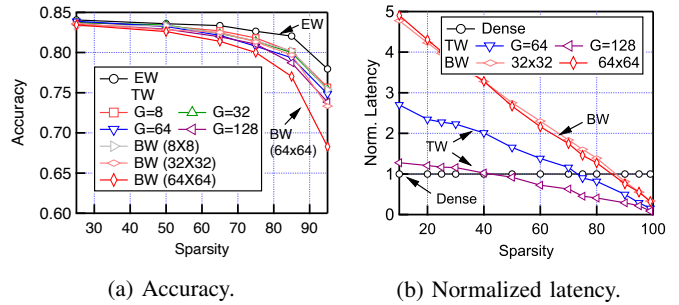 Accuracy
0.85
0.80
0.75
0.70
0.65
0.60
EW
EW
TW
G=8
G=32
G=64
G=128
BW (8X8)
BW (32X32)
BW (64X64)
BW
(64x64)
30
40
50
60
70
80
90
Sparsity
(a) Accuracy.
Norm. Latency
5
4
3
2
1
0
Dense
TW
G=64
G=128
BW
32x32
64x64
BW
TW
Dense
20
40
60
80
100
Sparsity
(b) Normalized latency.